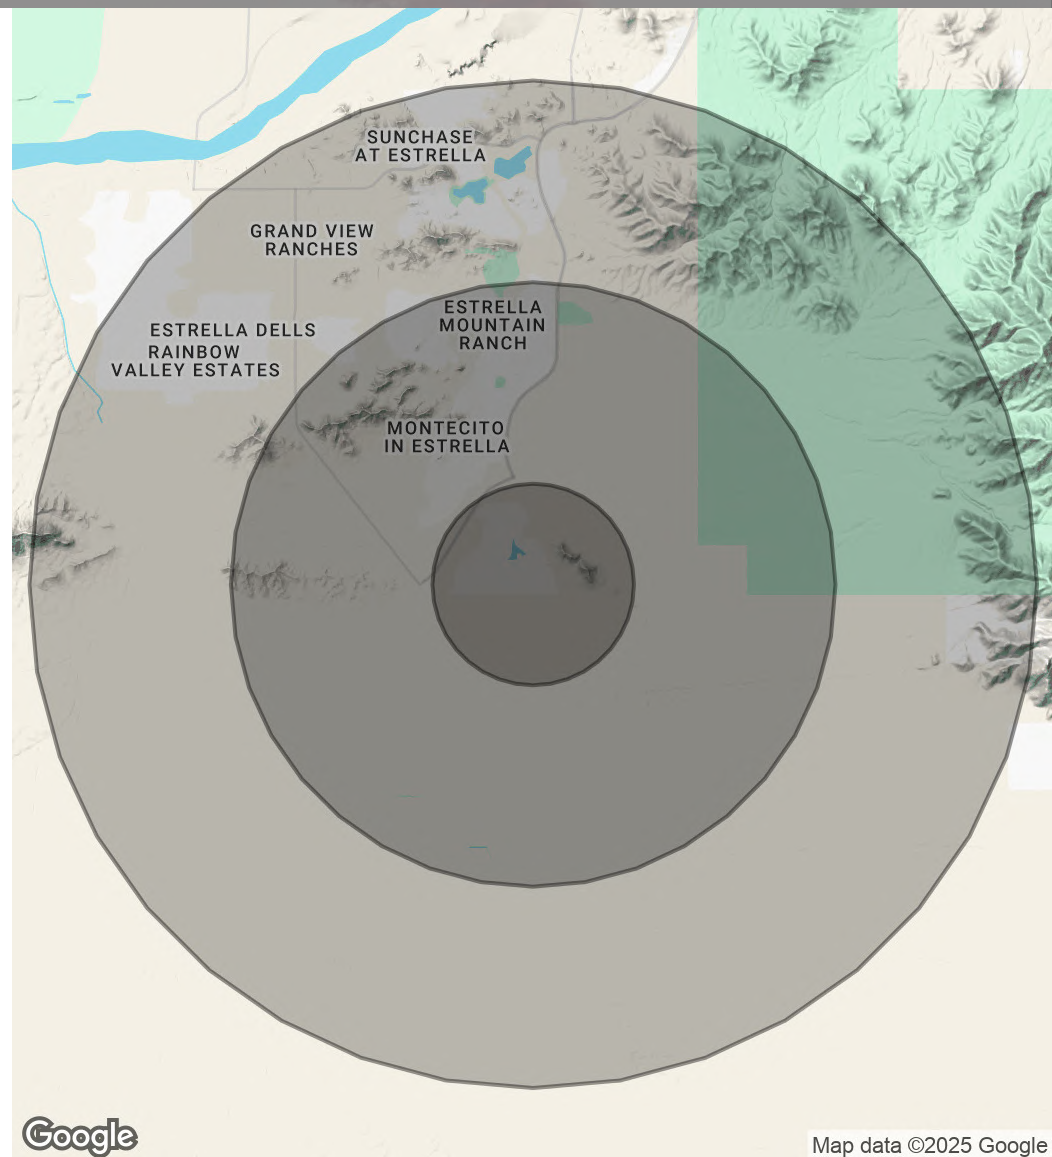 SUNCHASE
AT ESTRELLA
GRAND VIEW
RANCHES
ESTRELLA
MOUNTAIN
RANCH
ESTRELLA DELLS
RAINBOW
VALLEY ESTATES
MONTECITO
IN ESTRELLA
Google
Map data ©2025 Google